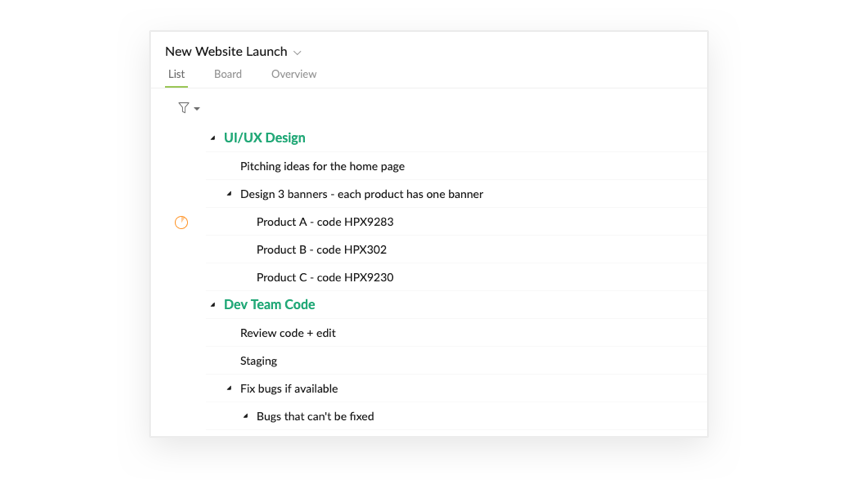 New Website Launch
List Board Overview
UI/UX Design
Pitching ideas for the home page
Design 3 banners - each product has one banner
Product A - code HPX9283
Product B - code HPX302
Product C - code HPX9230
Dev Team Code
Review code + edit
Staging
Fix bugs if available
Bugs that can't be fixed